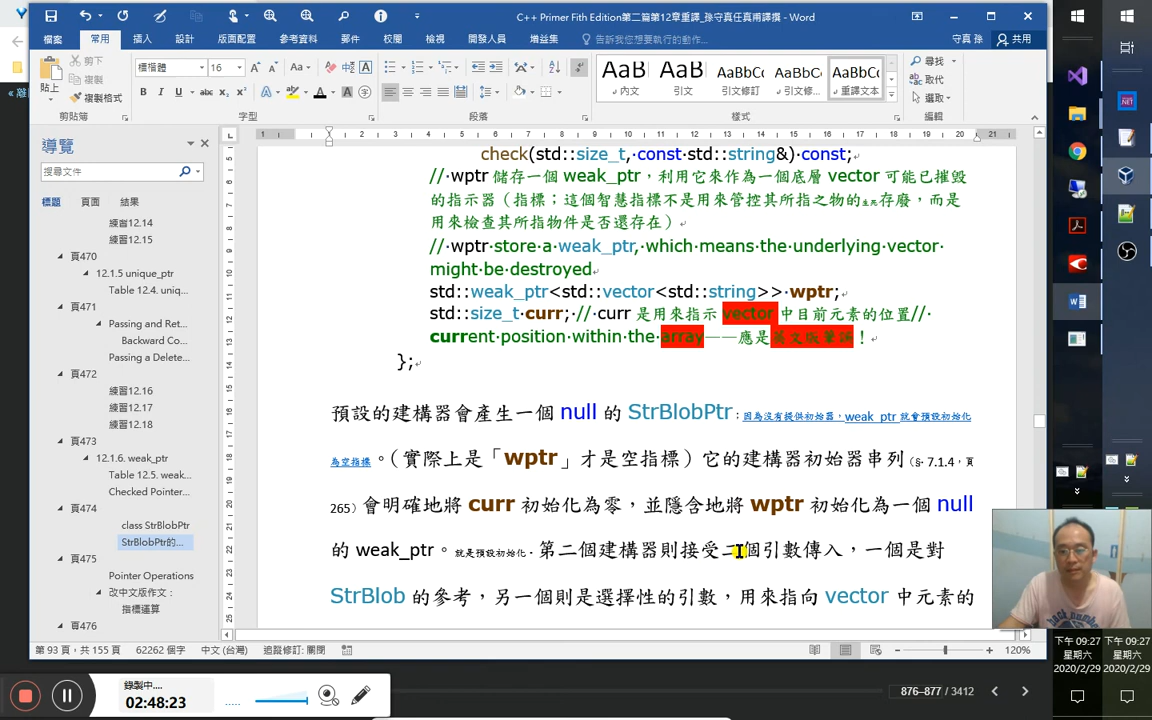 C++ Primer Fith Edition第二篇第12章重譯_孫守真任真甫譯撰 - Word
檔案 常用 插入 設計 版面配置 參考資料 郵件 校閱 檢視 開發人員 增益集 告訴我您想要執行的動作... 守真 孫 共用
貼上 剪下 複製 複製格式 標楷體 16
AaB AaB AaBbCc AaBbCc AaBbCc
內文 引文 引文修訂 引文修... 重譯文本
尋找 取代 選取
剪貼簿 字型 段落 樣式 編輯
導覽
搜尋文件
標題 頁面 結果
練習12.14
練習12.15
頁470
12.1.5 unique_ptr
Table 12.4. uniq...
頁471
Passing and Ret...
Backward Co...
Passing a Delete...
頁472
練習12.16
練習12.17
練習12.18
頁473
12.1.6. weak_ptr
Table 12.5. weak...
Checked Pointer...
頁474
class StrBlobPtr
StrBlobPtr的...
頁475
Pointer Operations
改中文版作文：
指標運算
頁476
check(std::size_t, const std::string&) const;
// wptr 儲存一個 weak_ptr，利用它來作為一個底層 vector 可能已摧毀
的指示器（指標；這個智慧指標不是用來管控其所指之物的生死存廢，而是
用來檢查其所指物件是否還存在）
// wptr store a weak_ptr, which means the underlying vector
might be destroyed
std::weak_ptr<std::vector<std::string>> wptr;
std::size_t curr; // curr 是用來指示 vector 中目前元素的位置//
current position within the array──應是英文版筆誤！
};
預設的建構器會產生一個 null 的 StrBlobPtr；因為沒有提供初始器，weak_ptr 就會預設初始化
為空指標。（實際上是「wptr」才是空指標）它的建構器初始器串列（§ 7.1.4，頁
265）會明確地將 curr 初始化為零，並隱含地將 wptr 初始化為一個 null
的 weak_ptr。就是預設初始化。第二個建構器則接受二個引數傳入，一個是對
StrBlob 的參考，另一個則是選擇性的引數，用來指向 vector 中元素的
第 93 頁，共 155 頁 62262 個字 中文 (台灣) 追蹤修訂: 關閉 120%
錄製中....
02:48:23
876–877 / 3412
下午 09:27
星期六
2020/2/29
下午 09:27
星期六
2020/2/29